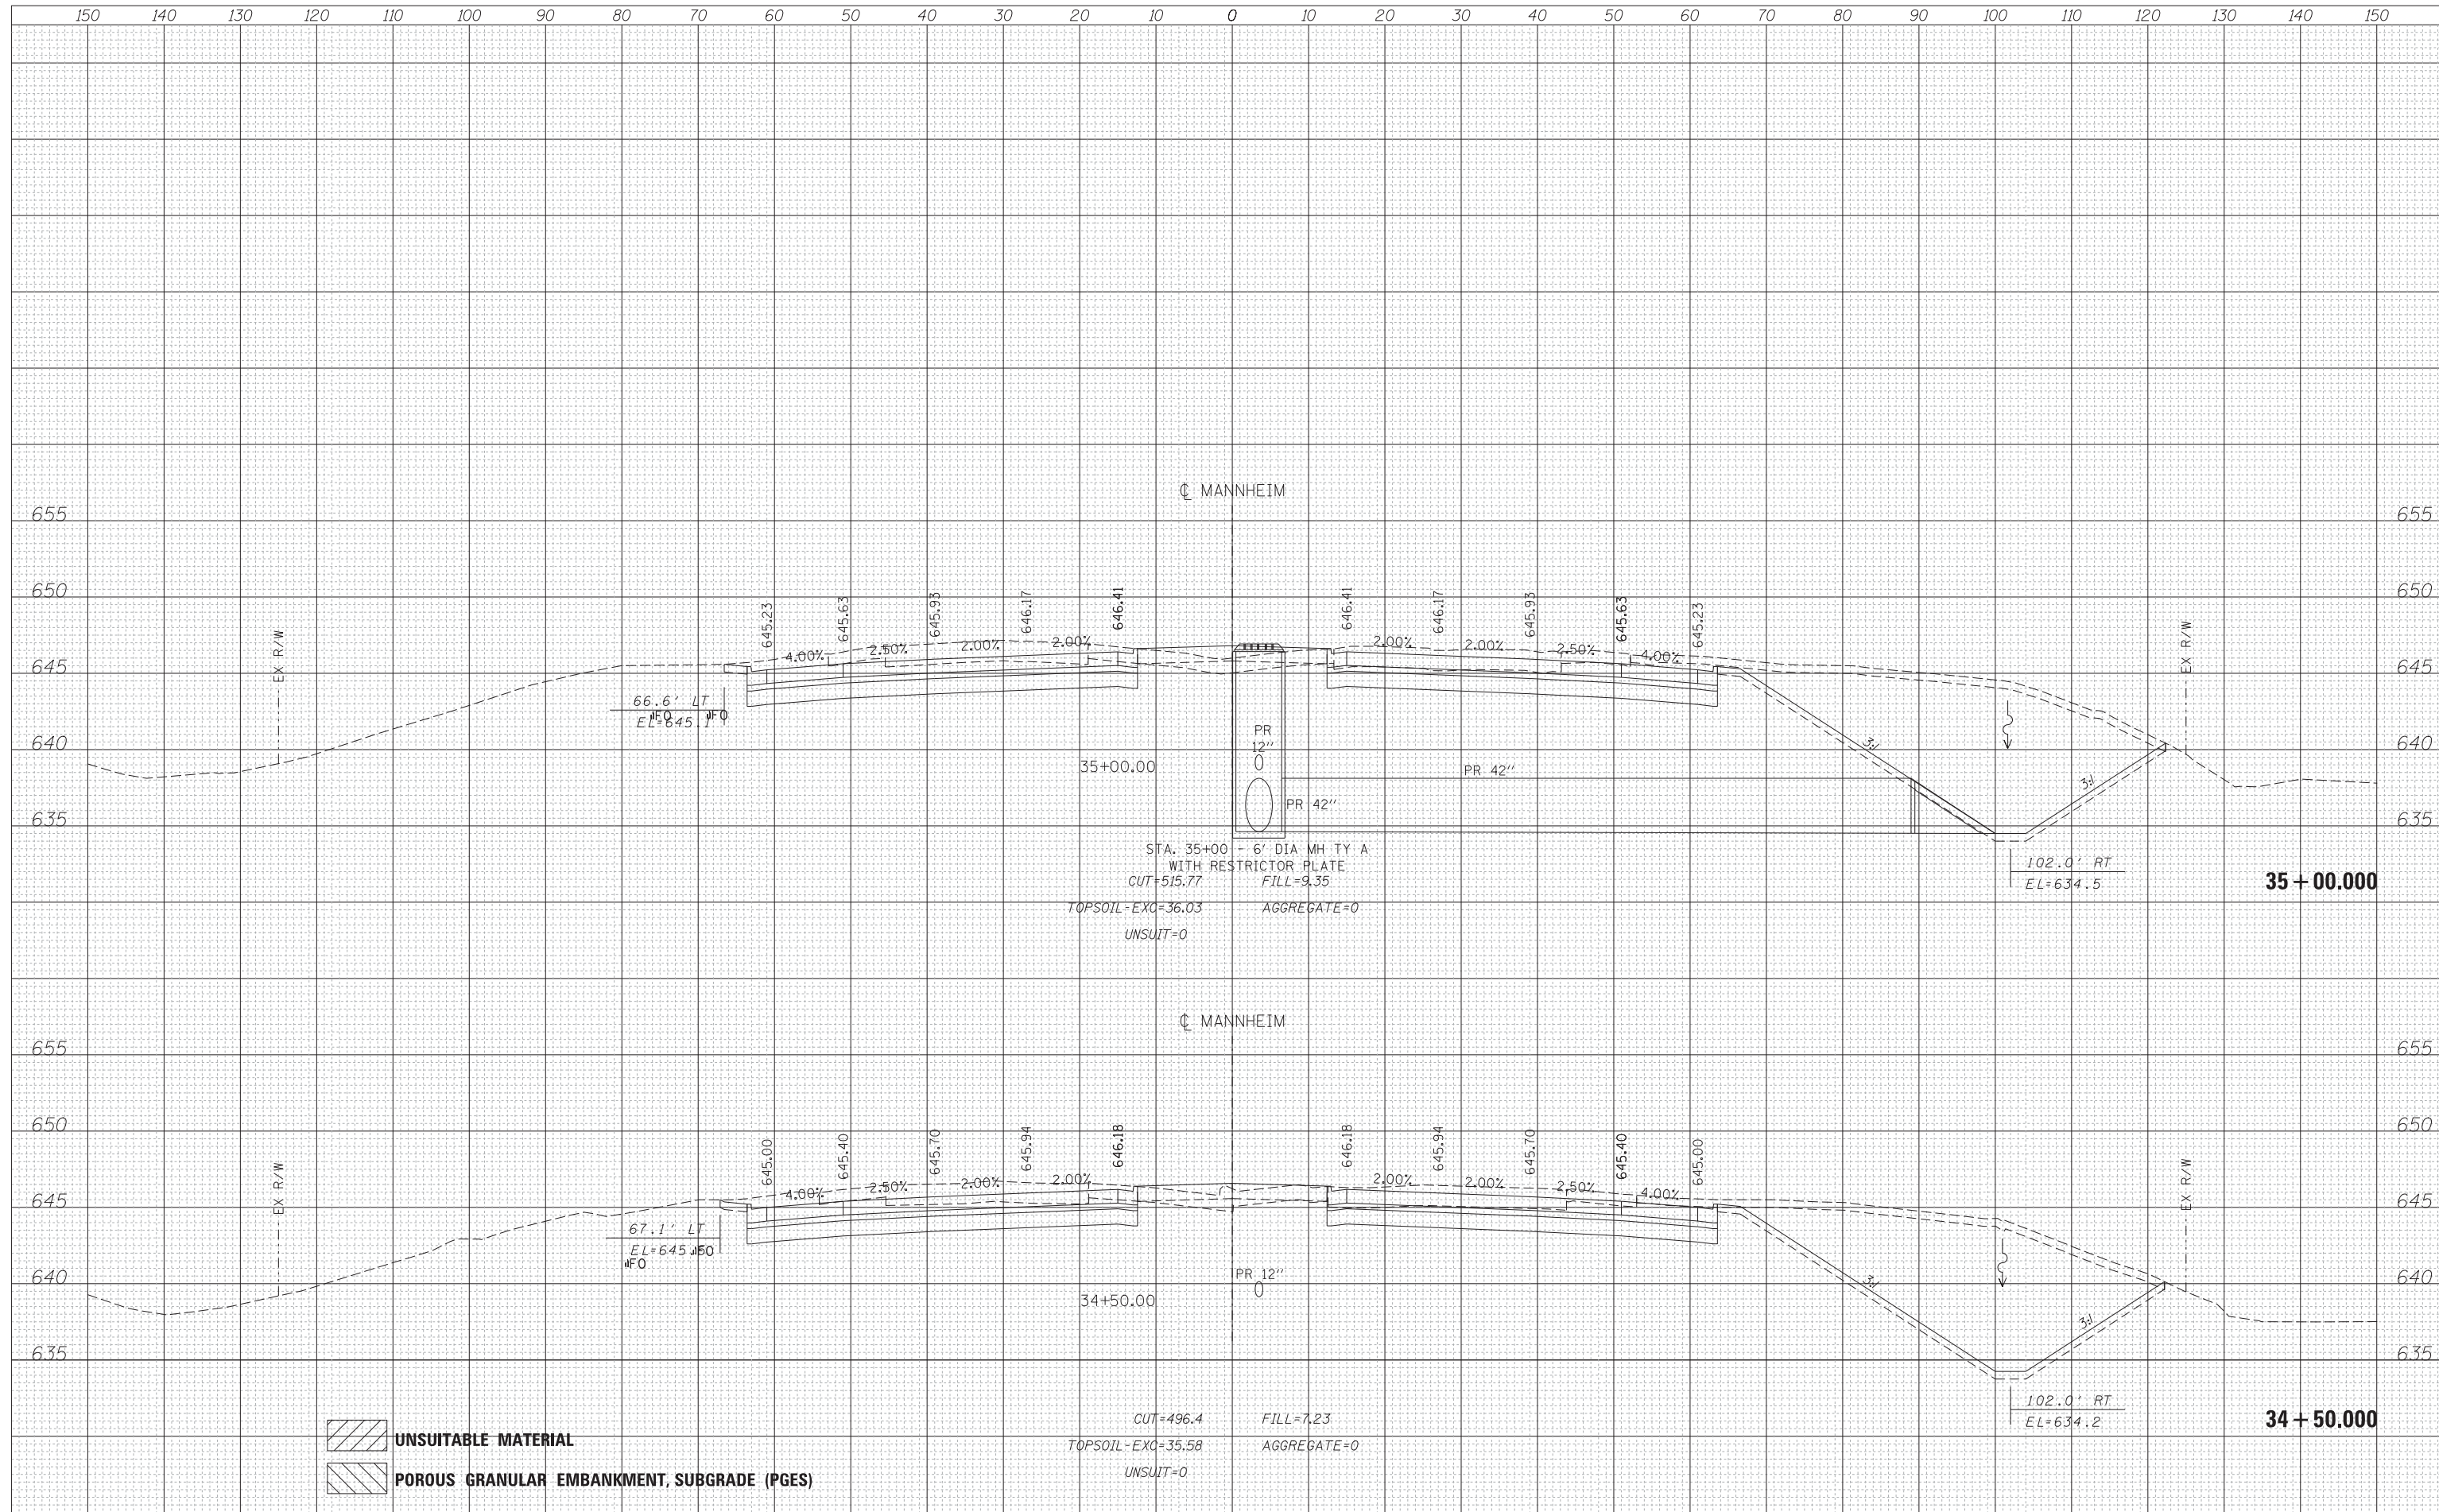 150 140 130 120 110 100 90 80 70 60 50 40 30 20 10 0 10 20 30 40 50 60 70 80 90 100 110 120 130 140 150
℄ MANNHEIM
655 655
650 650
645.23 645.63 645.93 646.17 646.41 646.41 646.17 645.93 645.63 645.23
EX R/W EX R/W
4.00% 2.50% 2.00% 2.00% 2.00% 2.00% 2.50% 4.00%
645 645
66.6' LT
EL=645.1
FO FO
PR
12"
640 640
3:1 3:1
35+00.00
PR 42"
PR 42"
635 635
STA. 35+00 - 6' DIA MH TY A
WITH RESTRICTOR PLATE
102.0' RT
EL=634.5
35+00.000
CUT=515.77 FILL=9.35
TOPSOIL-EXC=36.03 AGGREGATE=0
UNSUIT=0
℄ MANNHEIM
655 655
650 650
645.00 645.40 645.70 645.94 646.18 646.18 645.94 645.70 645.40 645.00
EX R/W EX R/W
4.00% 2.50% 2.00% 2.00% 2.00% 2.00% 2.50% 4.00%
645 645
67.1' LT
FO
FO
PR 12"
640 640
3:1 3:1
34+50.00
635 635
102.0' RT
EL=634.2
34+50.000
CUT=496.4 FILL=7.23
TOPSOIL-EXC=35.58 AGGREGATE=0
UNSUIT=0
UNSUITABLE MATERIAL
POROUS GRANULAR EMBANKMENT, SUBGRADE (PGES)